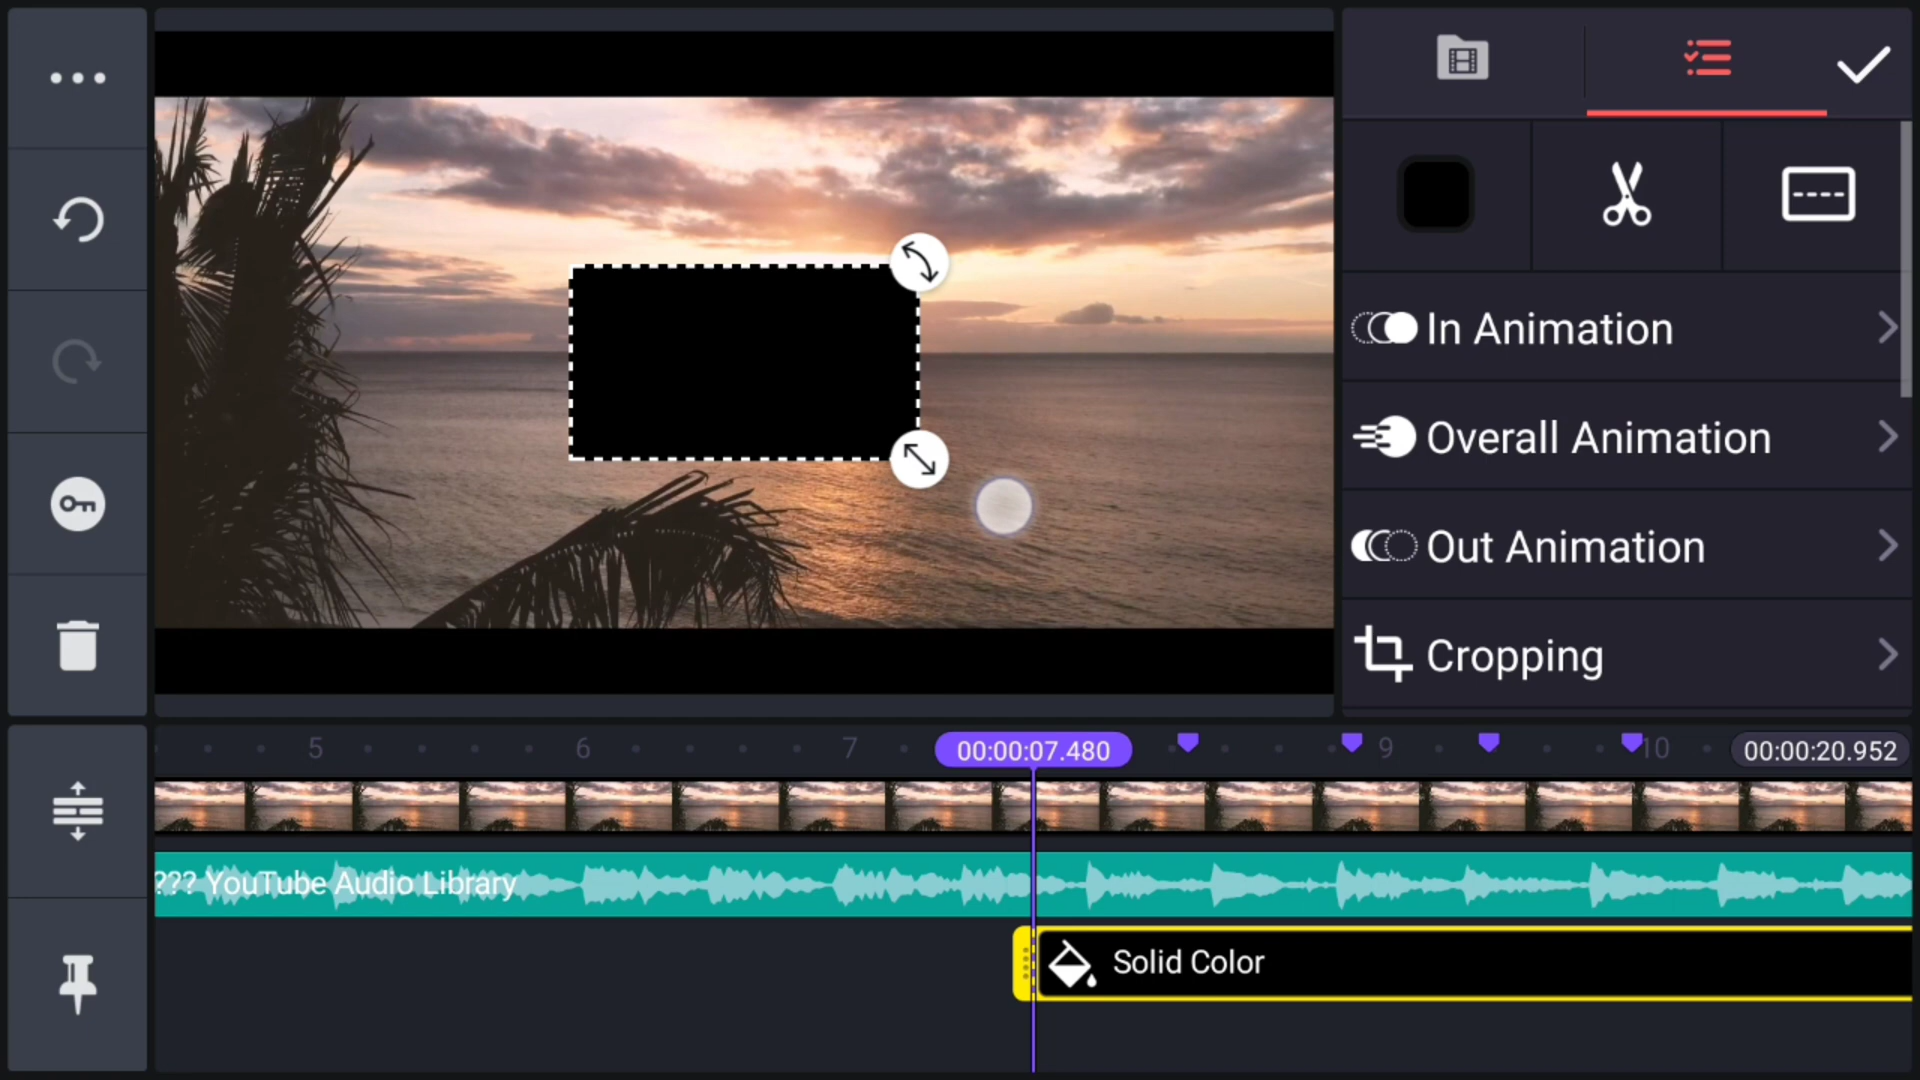 In Animation
Overall Animation
Out Animation
Cropping
5
6
7
00:00:07.480
9
10
00:00:20.952
??? YouTube Audio Library
Solid Color